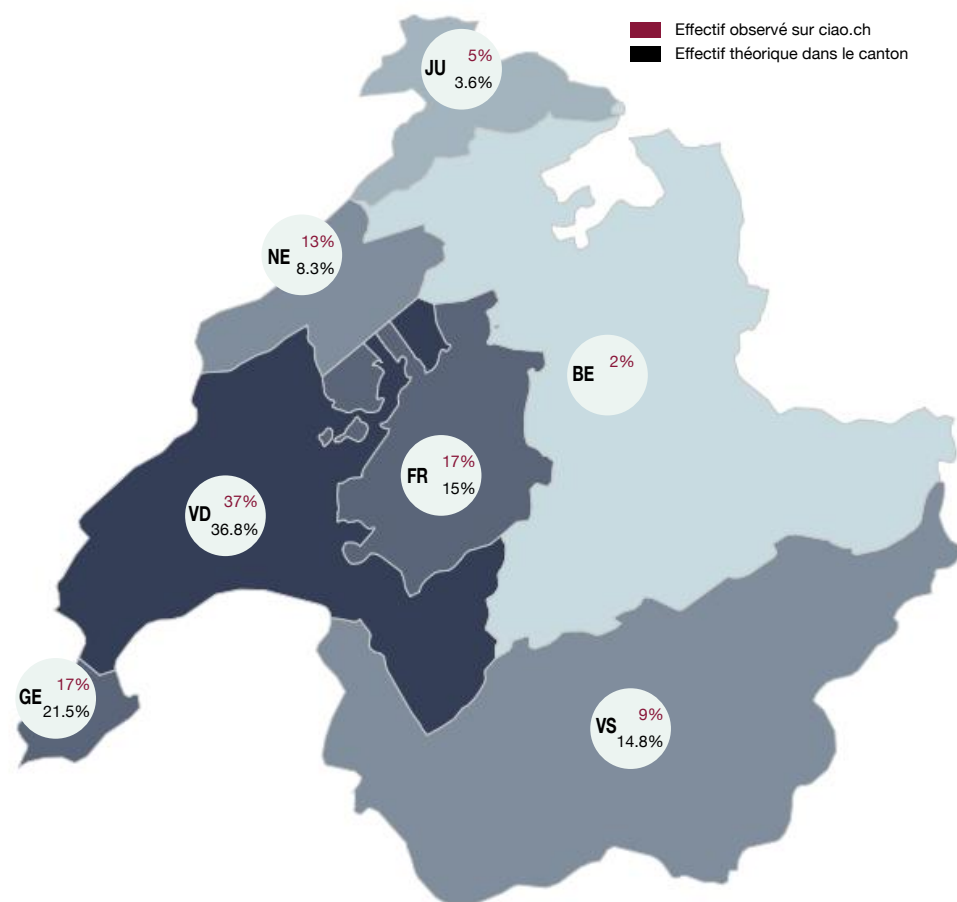 Effectif observé sur ciao.ch
Effectif théorique dans le canton
JU 5%
3.6%
NE 13%
8.3%
BE 2%
FR 17%
15%
VD 37%
36.8%
GE 17%
21.5%
VS 9%
14.8%